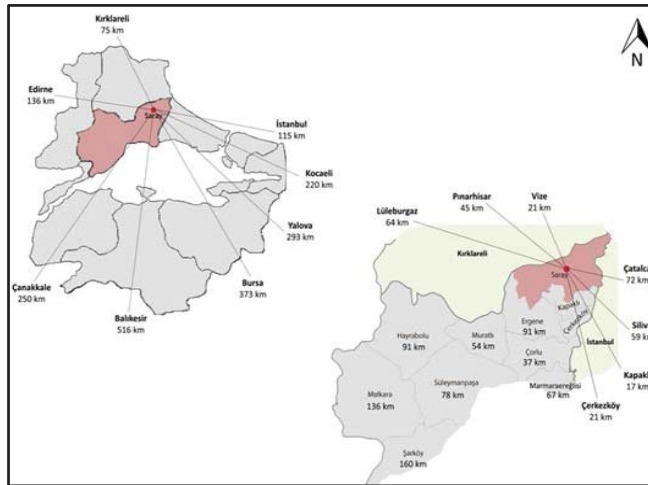 Kırklareli
75 km
Edirne
136 km
Saray
İstanbul
115 km
Kocaeli
220 km
Yalova
293 km
Bursa
373 km
Balıkesir
516 km
Çanakkale
250 km
N
Vize
21 km
Pınarhisar
45 km
Lüleburgaz
64 km
Kırklareli
Saray
Çatalca
72 km
Kapaklı
Çerkezköy
Siliv
59 km
İstanbul
Ergene
91 km
Hayrabolu
91 km
Muratlı
54 km
Çorlu
37 km
Kapaklı
17 km
Marmaraereğlisi
67 km
Çerkezköy
21 km
Malkara
136 km
Süleymanpaşa
78 km
Şarköy
160 km